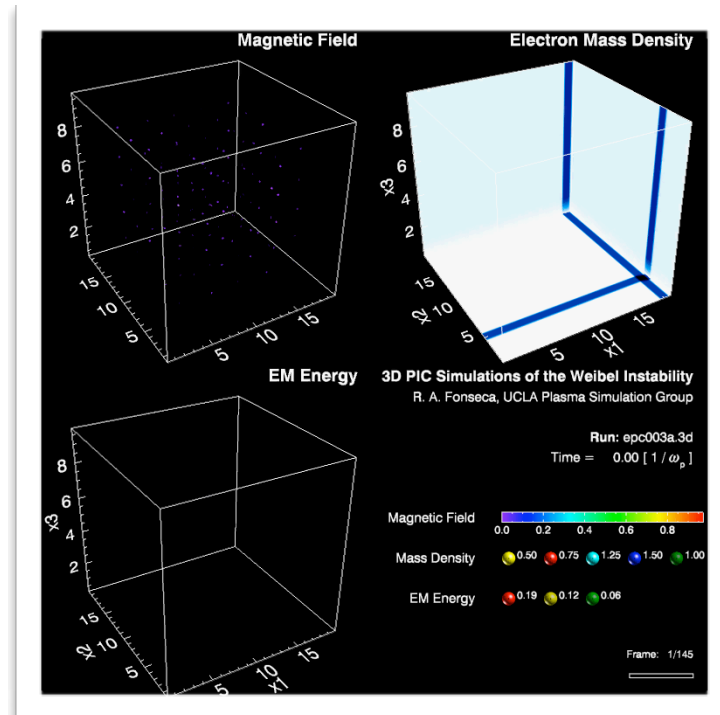 Magnetic Field
8
6
4
2
15
10
5
X2
5
10
15
Electron Mass Density
8
6
x3
4
2
15
10
X2
5
5
10
X1
15
EM Energy
8
6
x3
4
2
15
10
X2
5
5
10
X1
15
3D PIC Simulations of the Weibel Instability
R. A. Fonseca, UCLA Plasma Simulation Group
Run: epc003a.3d
Time = 0.00 [ 1 / ωp ]
Magnetic Field
0.0 0.2 0.4 0.6 0.8
Mass Density 0.50 0.75 1.25 1.50 1.00
EM Energy 0.19 0.12 0.06
Frame: 1/145